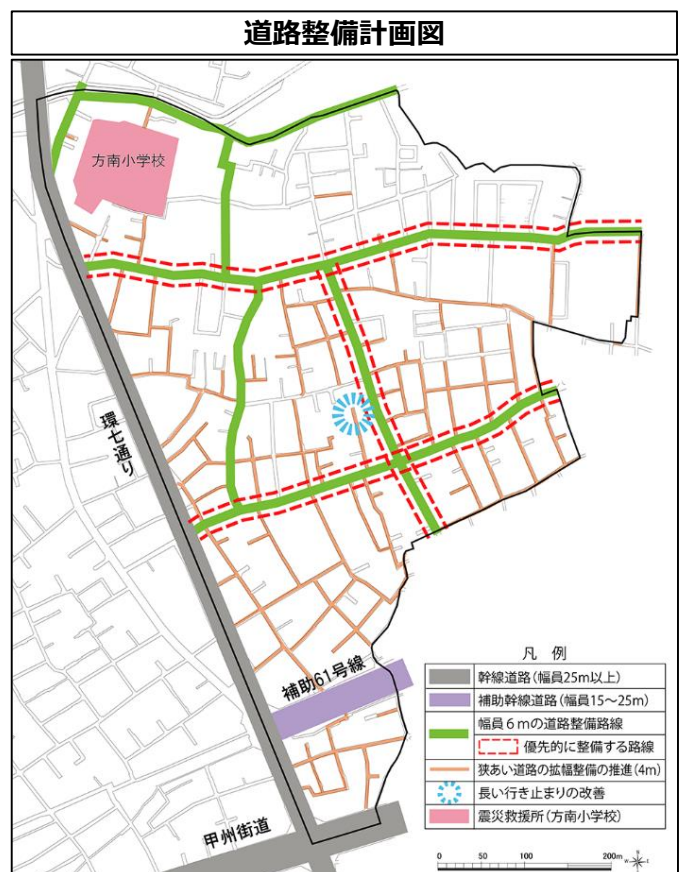 道路整備計画図
方南小学校
環七通り
補助61号線
甲州街道
凡 例
幹線道路(幅員25m以上)
補助幹線道路(幅員15～25m)
幅員6mの道路整備路線
優先的に整備する路線
狭あい道路の拡幅整備の推進(4m)
長い行き止まりの改善
震災救援所(方南小学校)
0 50 100 200m